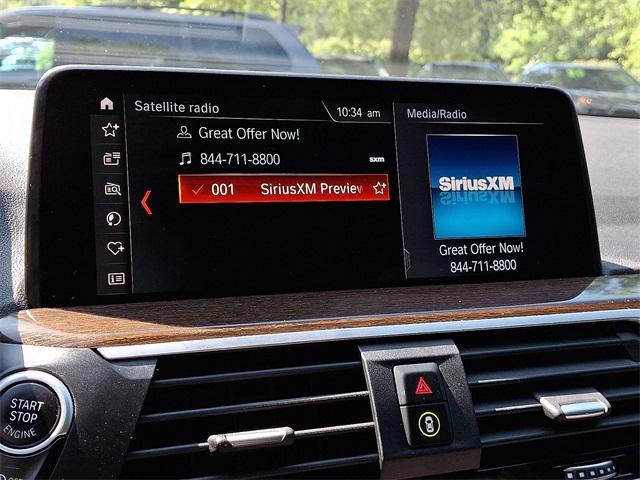 Satellite radio
10:34 am
Media/Radio
Great Offer Now!
844-711-8800
sxm
001 SiriusXM Preview
SiriusXM
Great Offer Now!
844-711-8800
START
STOP
ENGINE